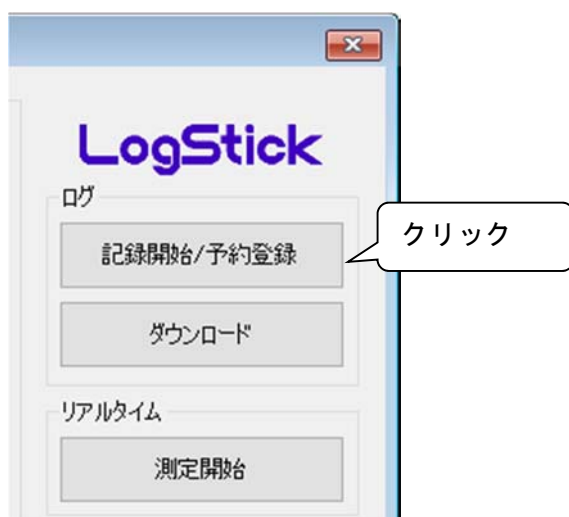 LogStick
ログ
記録開始/予約登録
クリック
ダウンロード
リアルタイム
測定開始